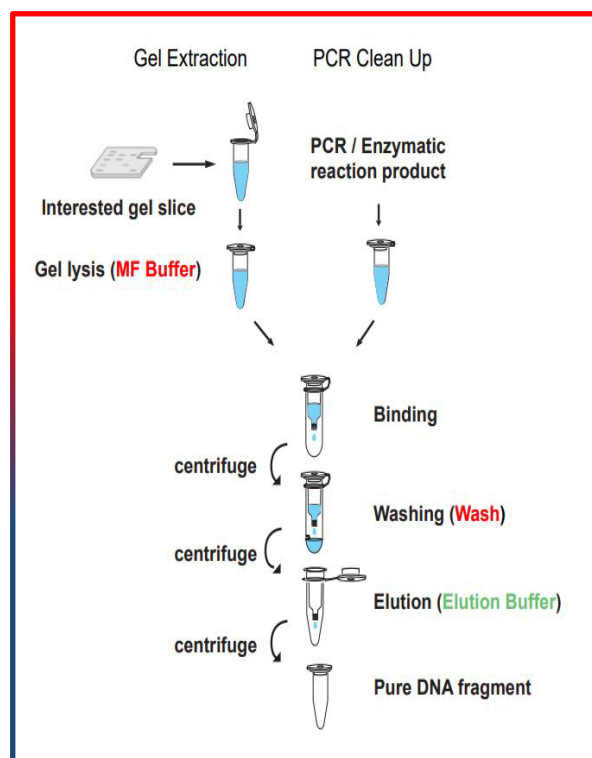 Gel Extraction
PCR Clean Up
PCR / Enzymatic
reaction product
Interested gel slice
Gel lysis (MF Buffer)
Binding
centrifuge
Washing (Wash)
centrifuge
Elution (Elution Buffer)
centrifuge
Pure DNA fragment